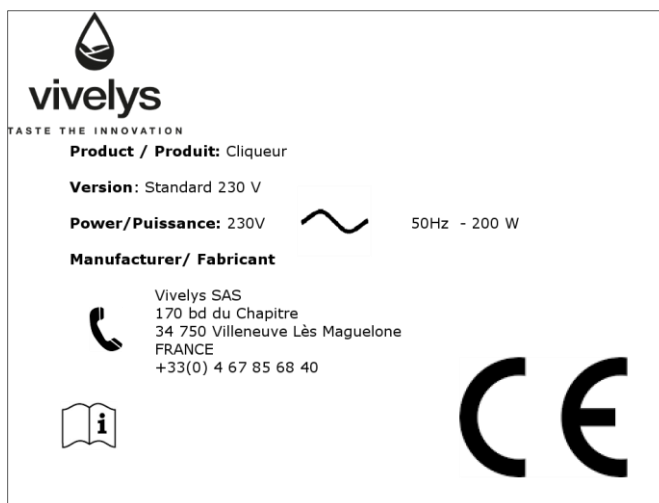 vivelys
TASTE THE INNOVATION
Product / Produit: Cliqueur
Version: Standard 230 V
Power/Puissance: 230V 50Hz - 200 W
Manufacturer/ Fabricant
Vivelys SAS
170 bd du Chapitre
34 750 Villeneuve Lès Maguelone
FRANCE
+33(0) 4 67 85 68 40
i
CE